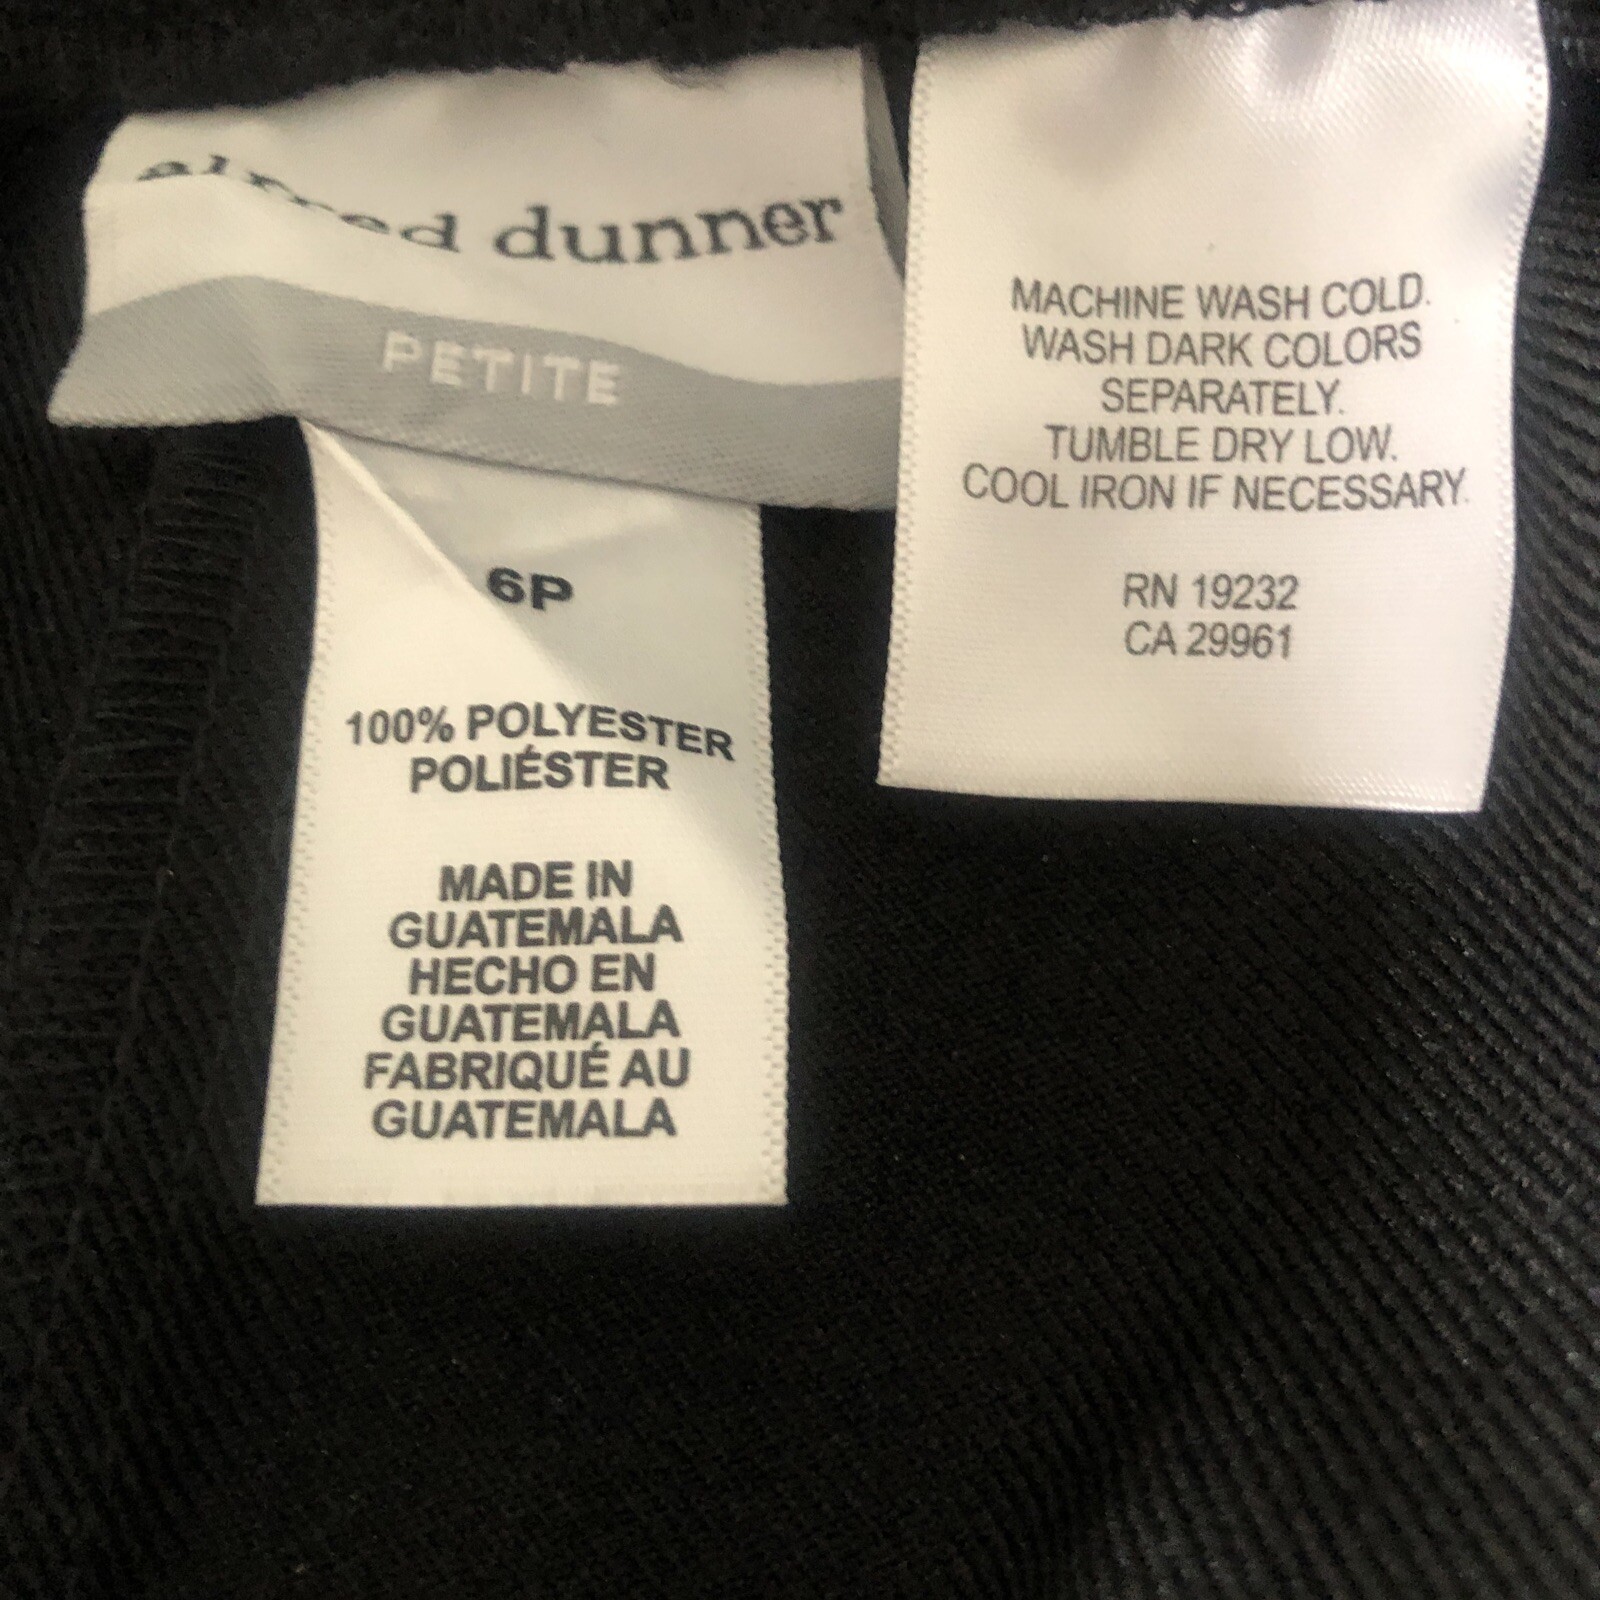 alfred dunner
PETITE
6P
100% POLYESTER
POLIÉSTER
MADE IN
GUATEMALA
HECHO EN
GUATEMALA
FABRIQUÉ AU
GUATEMALA
MACHINE WASH COLD.
WASH DARK COLORS
SEPARATELY.
TUMBLE DRY LOW.
COOL IRON IF NECESSARY.
RN 19232
CA 29961